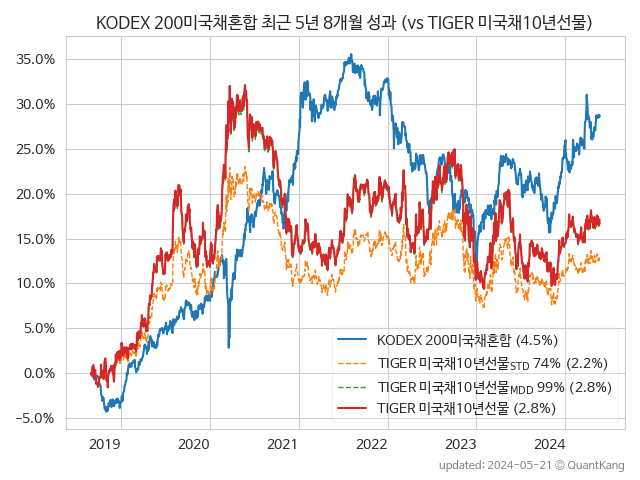 KODEX 200미국채혼합 최근 5년 8개월 성과 (vs TIGER 미국채10년선물)
35.0%
30.0%
25.0%
20.0%
15.0%
10.0%
5.0%
0.0%
−5.0%
KODEX 200미국채혼합 (4.5%)
TIGER 미국채10년선물STD 74% (2.2%)
TIGER 미국채10년선물MDD 99% (2.8%)
TIGER 미국채10년선물 (2.8%)
2019 2020 2021 2022 2023 2024
updated: 2024-05-21 © QuantKang